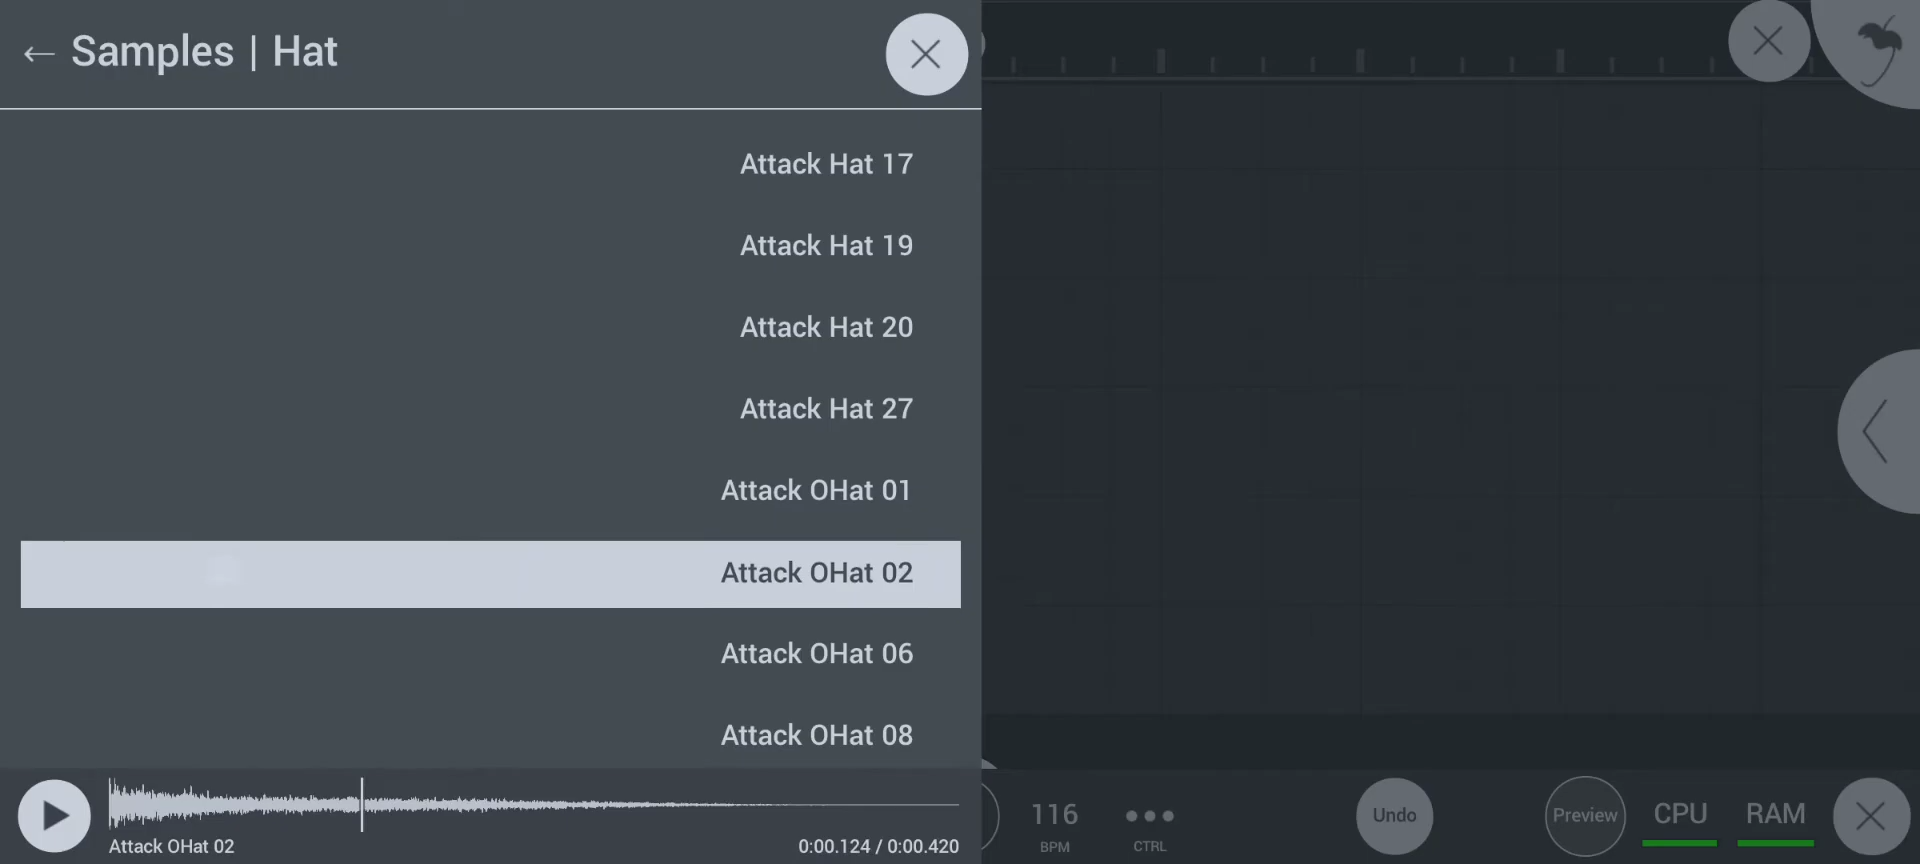 ← Samples | Hat
Attack Hat 17
Attack Hat 19
Attack Hat 20
Attack Hat 27
Attack OHat 01
Attack OHat 02
Attack OHat 06
Attack OHat 08
Attack OHat 02
0:00.124 / 0:00.420
116
BPM
CTRL
Undo
Preview
CPU
RAM